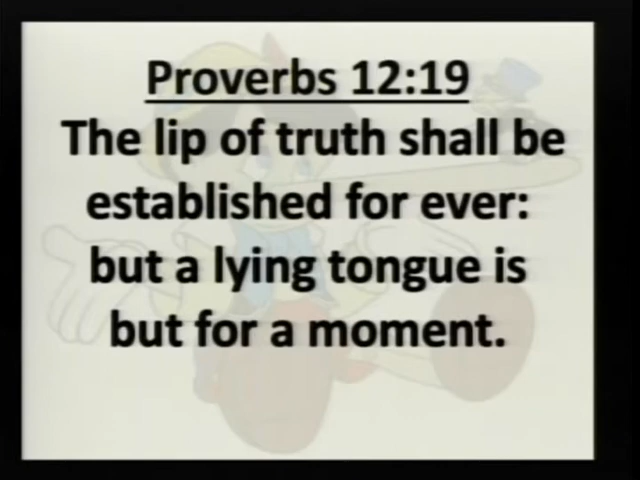 Proverbs 12:19
The lip of truth shall be
established for ever:
but a lying tongue is
but for a moment.